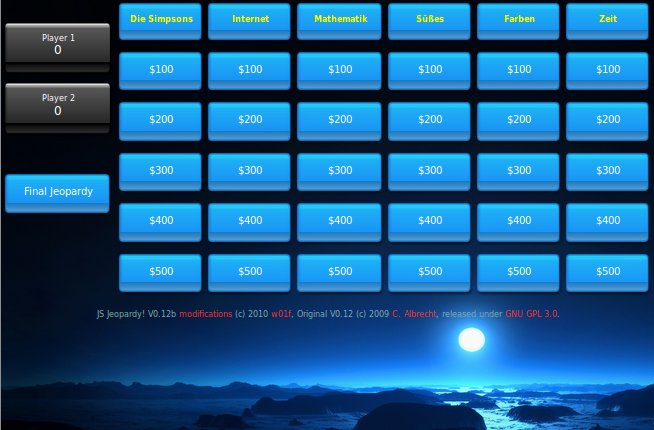 Die Simpsons Internet Mathematik Süßes Farben Zeit
Player 1
0
$100 $100 $100 $100 $100 $100
Player 2
0
$200 $200 $200 $200 $200 $200
$300 $300 $300 $300 $300 $300
Final Jeopardy
$400 $400 $400 $400 $400 $400
$500 $500 $500 $500 $500 $500
JS Jeopardy! V0.12b modifications (c) 2010 w01f, Original V0.12 (c) 2009 C. Albrecht, released under GNU GPL 3.0.